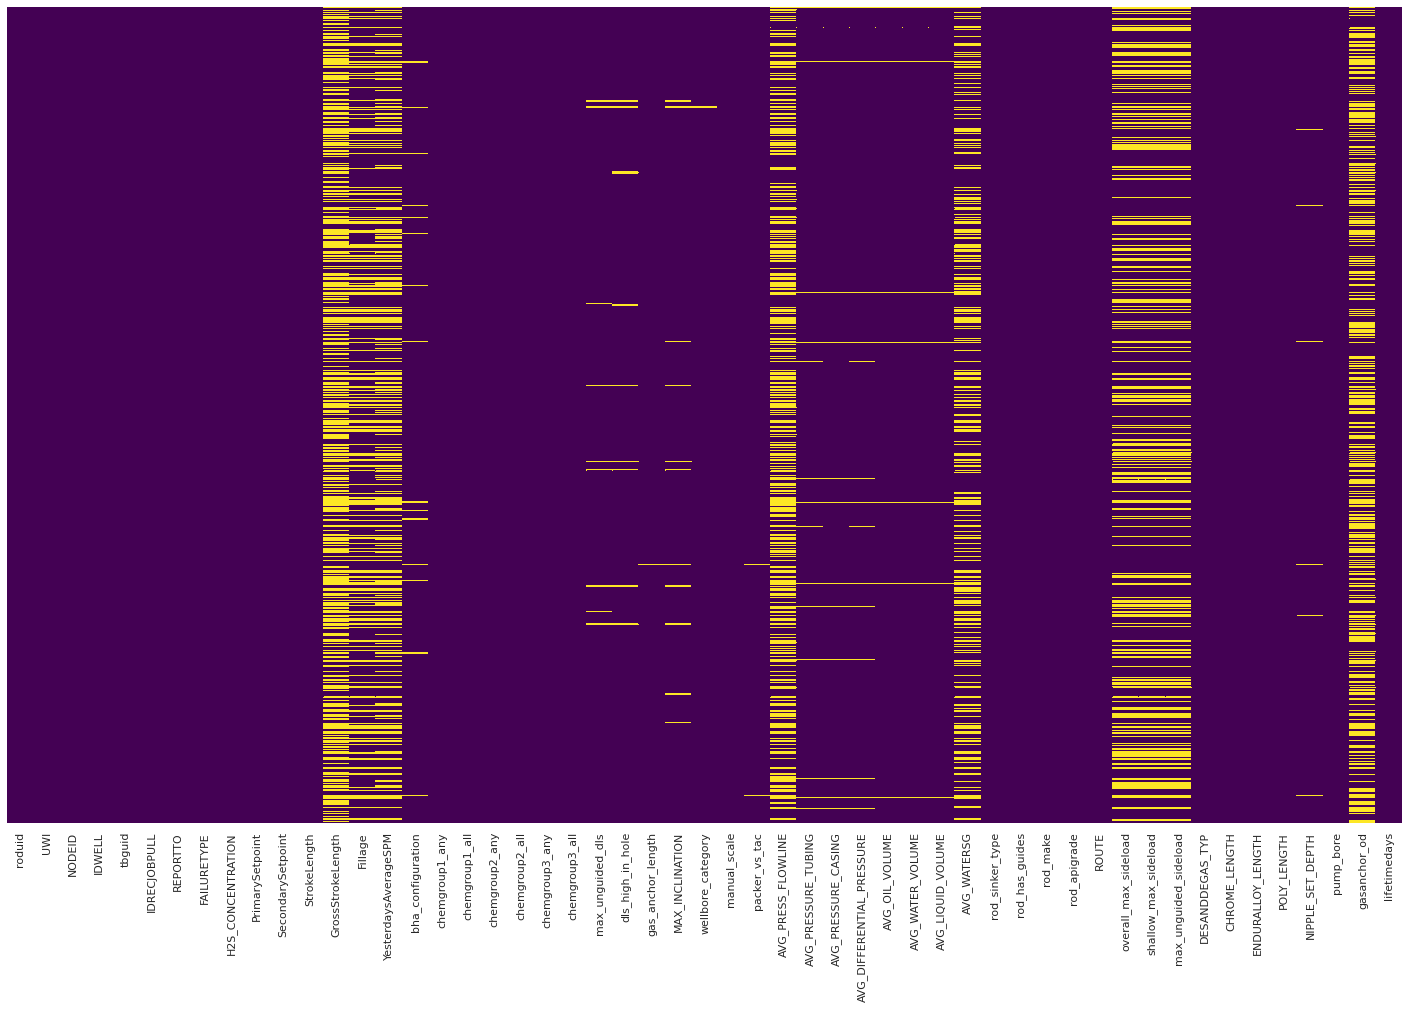 roduid
UWI
NODEID
IDWELL
tbguid
IDRECJOBPULL
REPORTTO
FAILURETYPE
H2S_CONCENTRATION
PrimarySetpoint
SecondarySetpoint
StrokeLength
GrossStrokeLength
Fillage
YesterdaysAverageSPM
bha_configuration
chemgroup1_any
chemgroup1_all
chemgroup2_any
chemgroup2_all
chemgroup3_any
chemgroup3_all
max_unguided_dls
dls_high_in_hole
gas_anchor_length
MAX_INCLINATION
wellbore_category
manual_scale
packer_vs_tac
AVG_PRESS_FLOWLINE
AVG_PRESSURE_TUBING
AVG_PRESSURE_CASING
AVG_DIFFERENTIAL_PRESSURE
AVG_OIL_VOLUME
AVG_WATER_VOLUME
AVG_LIQUID_VOLUME
AVG_WATERSG
rod_sinker_type
rod_has_guides
rod_make
rod_apigrade
ROUTE
overall_max_sideload
shallow_max_sideload
max_unguided_sideload
DESANDDEGAS_TYP
CHROME_LENGTH
ENDURALLOY_LENGTH
POLY_LENGTH
NIPPLE_SET_DEPTH
pump_bore
gasanchor_od
lifetimedays